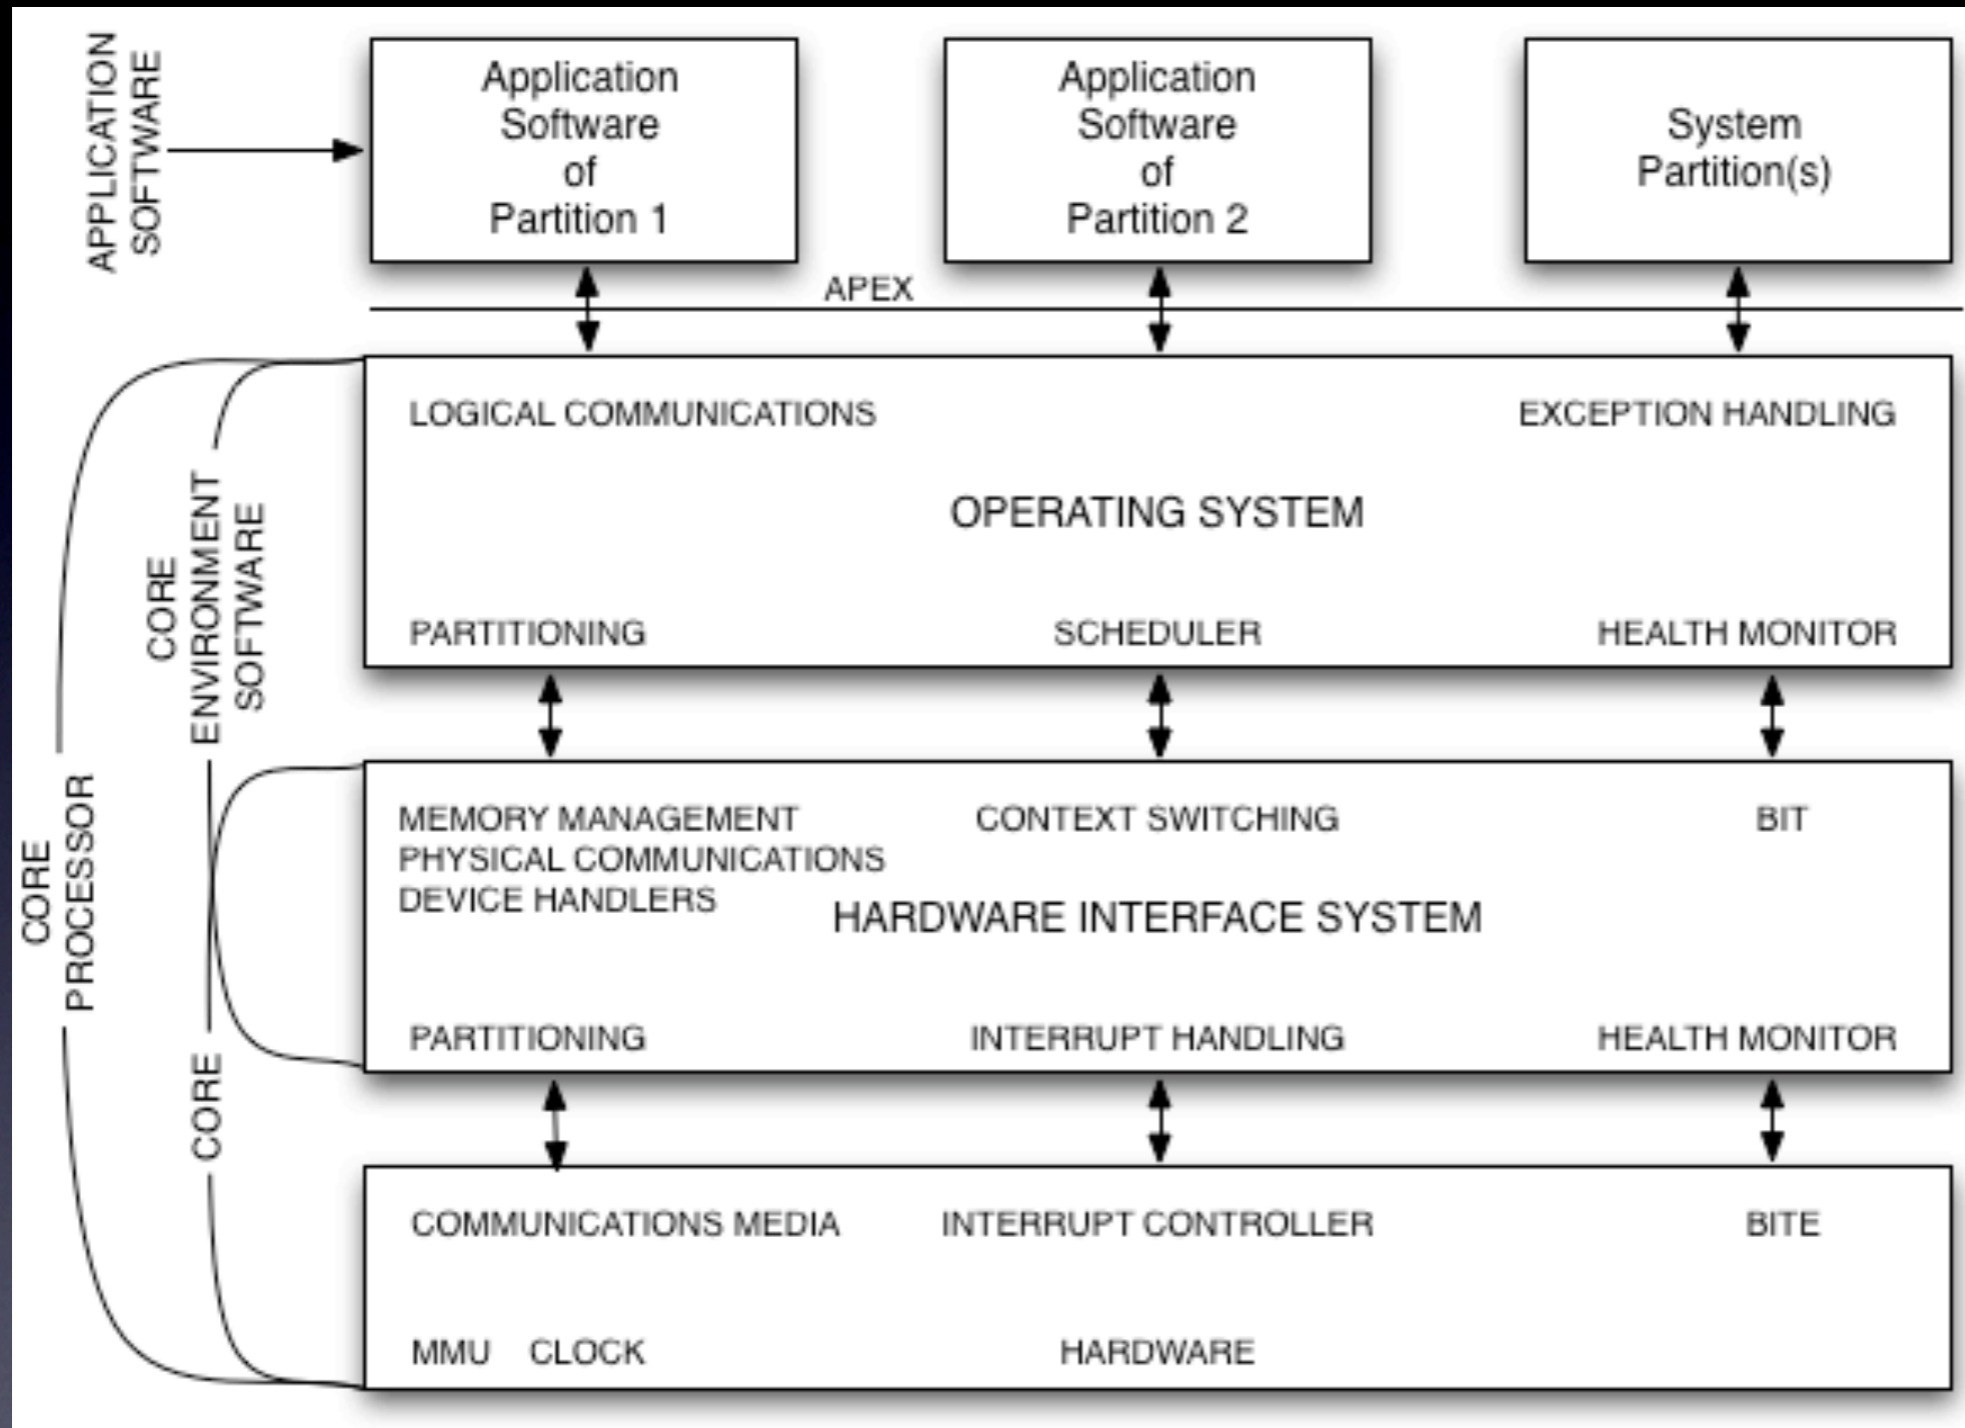 APPLICATION
SOFTWARE
Application
Software
of
Partition 1
Application
Software
of
Partition 2
System
Partition(s)
APEX
CORE
PROCESSOR
CORE
ENVIRONMENT
SOFTWARE
CORE
LOGICAL COMMUNICATIONS
EXCEPTION HANDLING
OPERATING SYSTEM
PARTITIONING
SCHEDULER
HEALTH MONITOR
MEMORY MANAGEMENT
PHYSICAL COMMUNICATIONS
DEVICE HANDLERS
CONTEXT SWITCHING
BIT
HARDWARE INTERFACE SYSTEM
PARTITIONING
INTERRUPT HANDLING
HEALTH MONITOR
COMMUNICATIONS MEDIA
INTERRUPT CONTROLLER
BITE
MMU CLOCK
HARDWARE